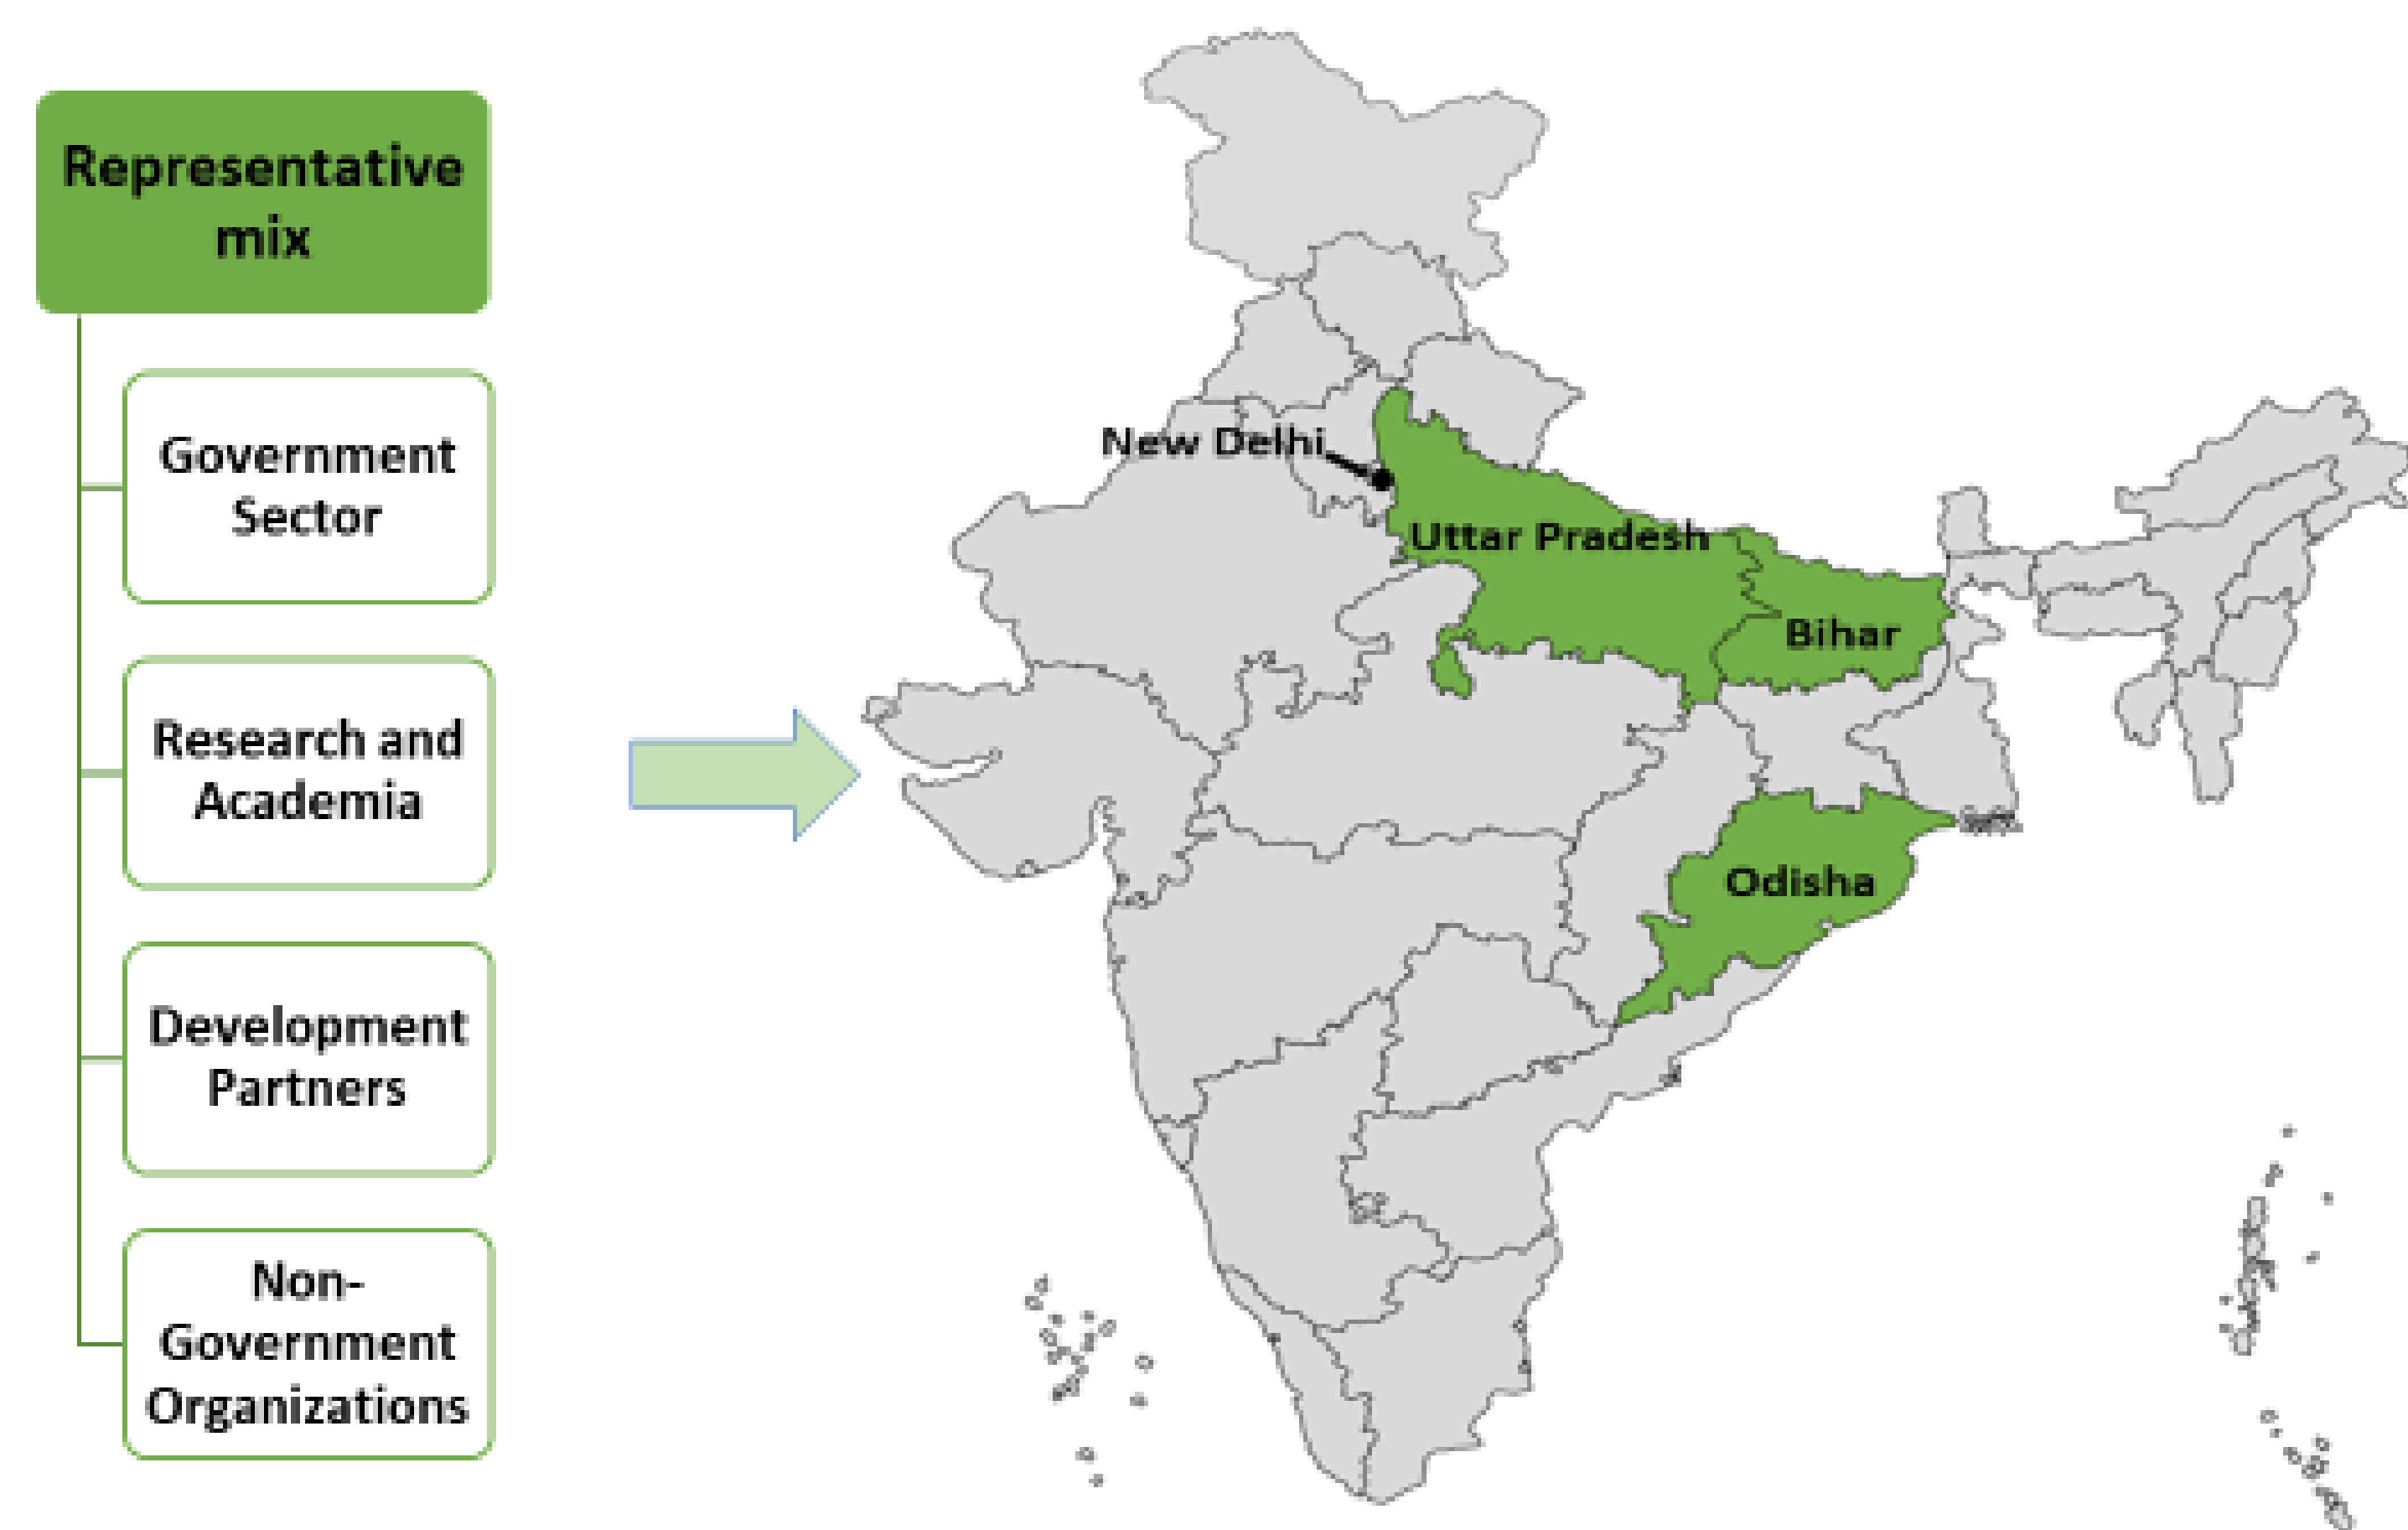 Representative
mix
Government
Sector
Research and
Academia
Development
Partners
Non-
Government
Organizations
New Delhi
Uttar Pradesh
Bihar
Odisha